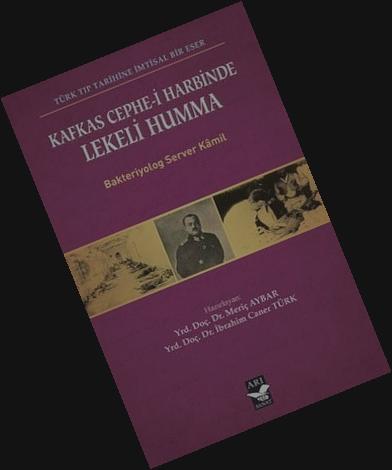 TÜRK TIP TARİHİNE İMTİSAL BİR ESER
KAFKAS CEPHE-İ HARBİNDE
LEKELİ HUMMA
Bakteriyolog Server Kâmil
Hazırlayan:
Yrd. Doç. Dr. Meriç AYBAR
Yrd. Doç. Dr. İbrahim Caner TÜRK
ARI
SANAT